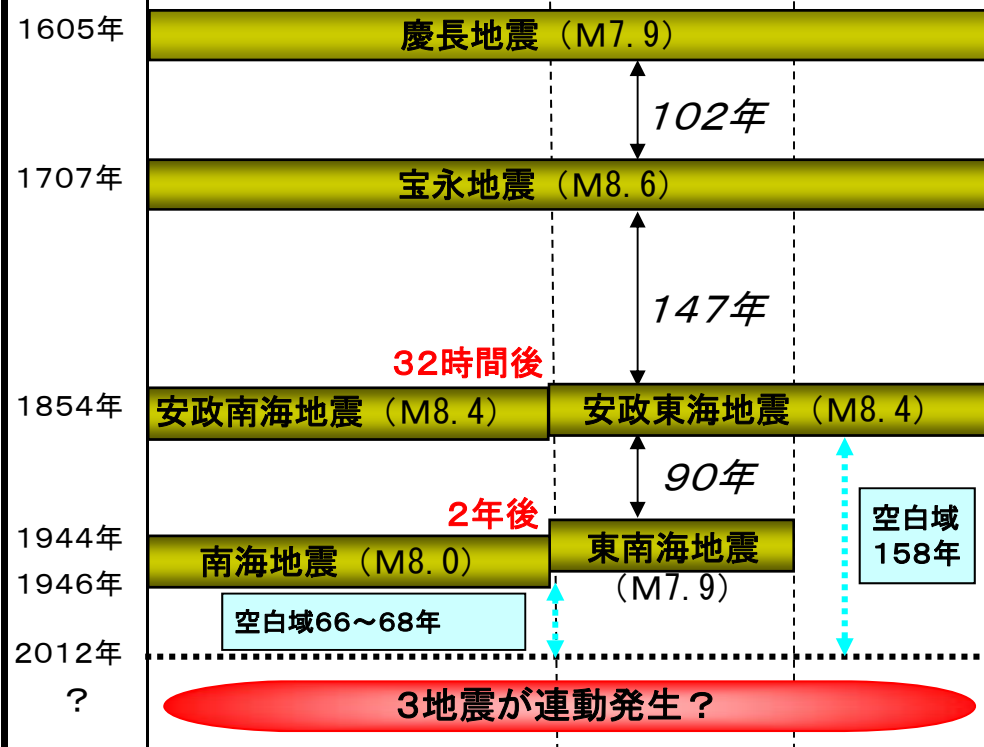 1605年
慶長地震（M7.9）
102年
1707年
宝永地震（M8.6）
147年
32時間後
1854年
安政南海地震（M8.4）
安政東海地震（M8.4）
90年
2年後
1944年
1946年
南海地震（M8.0）
東南海地震
（M7.9）
空白域
158年
空白域66～68年
2012年
？
3地震が連動発生？